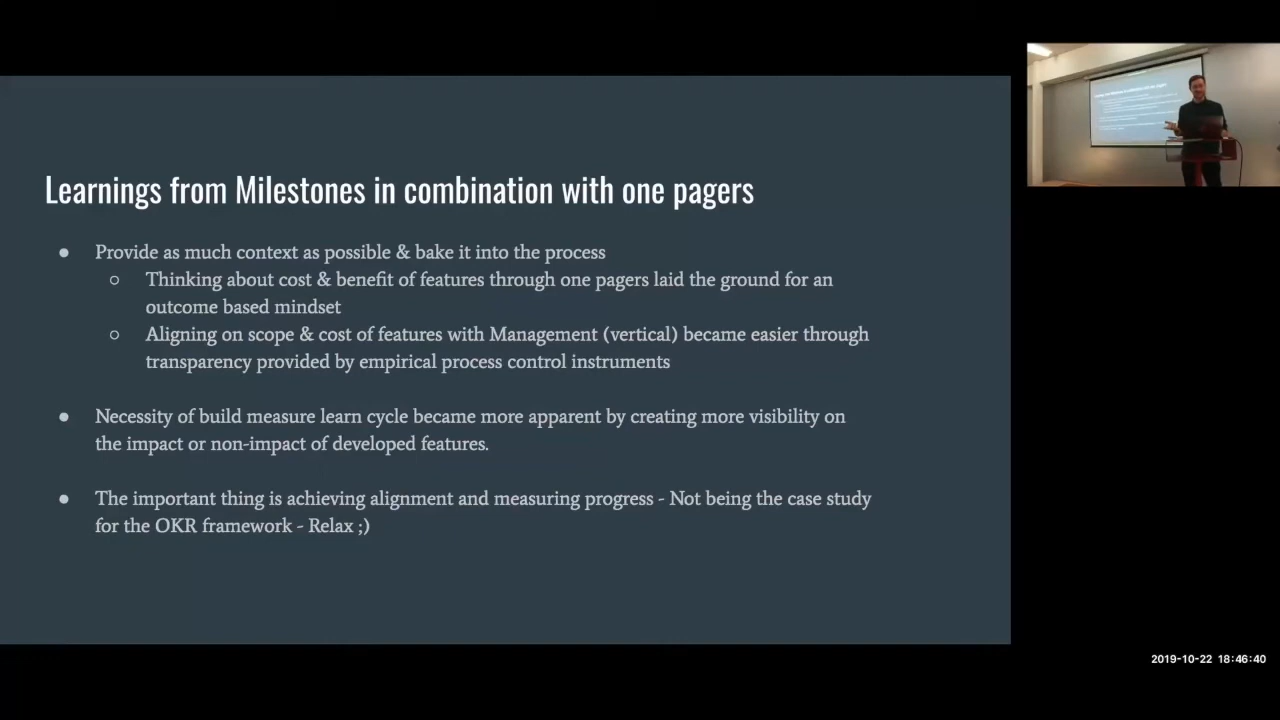 Learnings from Milestones in combination with one pagers
● Provide as much context as possible & bake it into the process
○ Thinking about cost & benefit of features through one pagers laid the ground for an
outcome based mindset
○ Aligning on scope & cost of features with Management (vertical) became easier through
transparency provided by empirical process control instruments
● Necessity of build measure learn cycle became more apparent by creating more visibility on
the impact or non-impact of developed features.
● The important thing is achieving alignment and measuring progress - Not being the case study
for the OKR framework - Relax ;)
2019-10-22 18:46:40